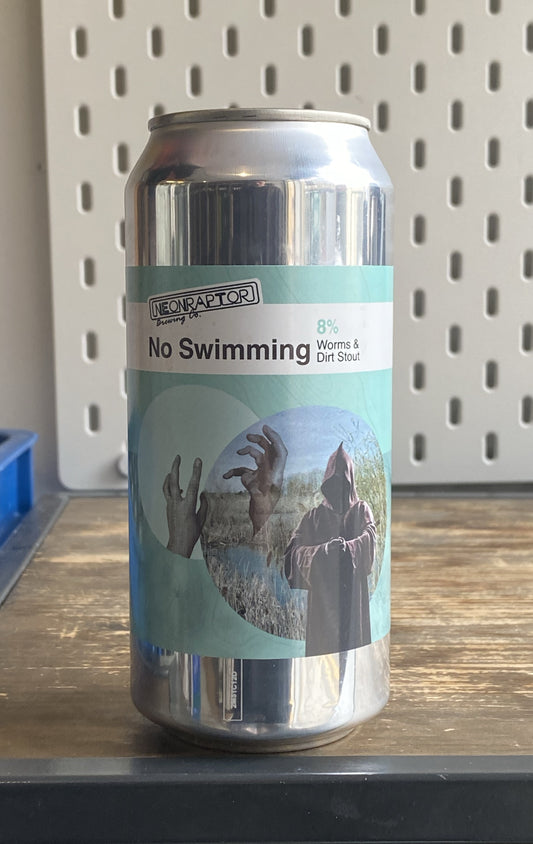 NEONRAPTOR
Brewing Co.
No Swimming
8%
Worms &
Dirt Stout